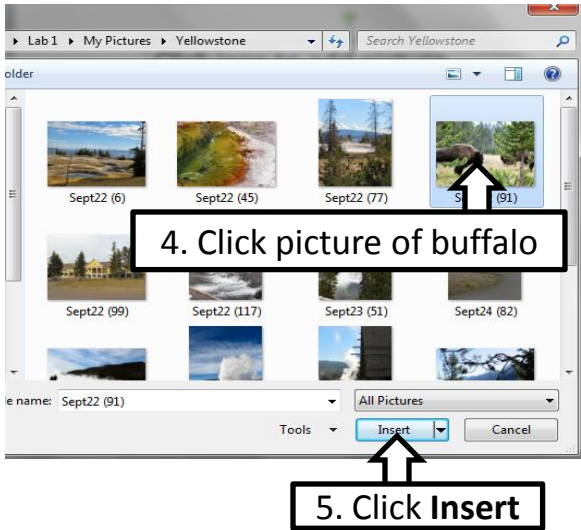 ▸ Lab 1 ▸ My Pictures ▸ Yellowstone
Search Yellowstone
older
Sept22 (6)
Sept22 (45)
Sept22 (77)
(91)
4. Click picture of buffalo
Sept22 (99)
Sept22 (117)
Sept23 (51)
Sept24 (82)
e name: Sept22 (91)
All Pictures
Tools
Insert
Cancel
5. Click Insert